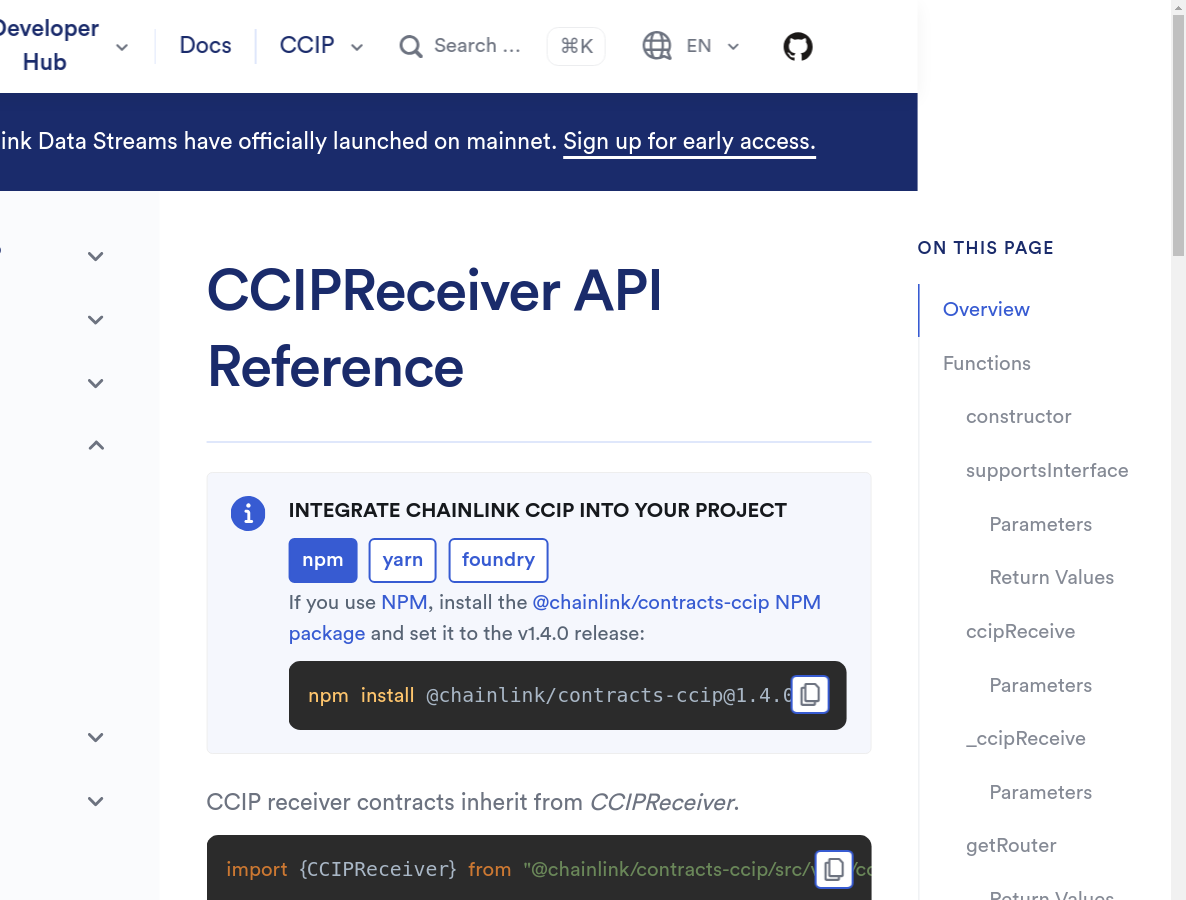 Developer
Hub
Docs
CCIP
Search ...
⌘K
EN
ink Data Streams have officially launched on mainnet. Sign up for early access.
CCIPReceiver API
Reference
INTEGRATE CHAINLINK CCIP INTO YOUR PROJECT
npm yarn foundry
If you use NPM, install the @chainlink/contracts-ccip NPM
package and set it to the v1.4.0 release:
npm install @chainlink/contracts-ccip@1.4.0
CCIP receiver contracts inherit from CCIPReceiver.
import {CCIPReceiver} from "@chainlink/contracts-ccip/src/
ON THIS PAGE
Overview
Functions
constructor
supportsInterface
Parameters
Return Values
ccipReceive
Parameters
_ccipReceive
Parameters
getRouter
Return Values